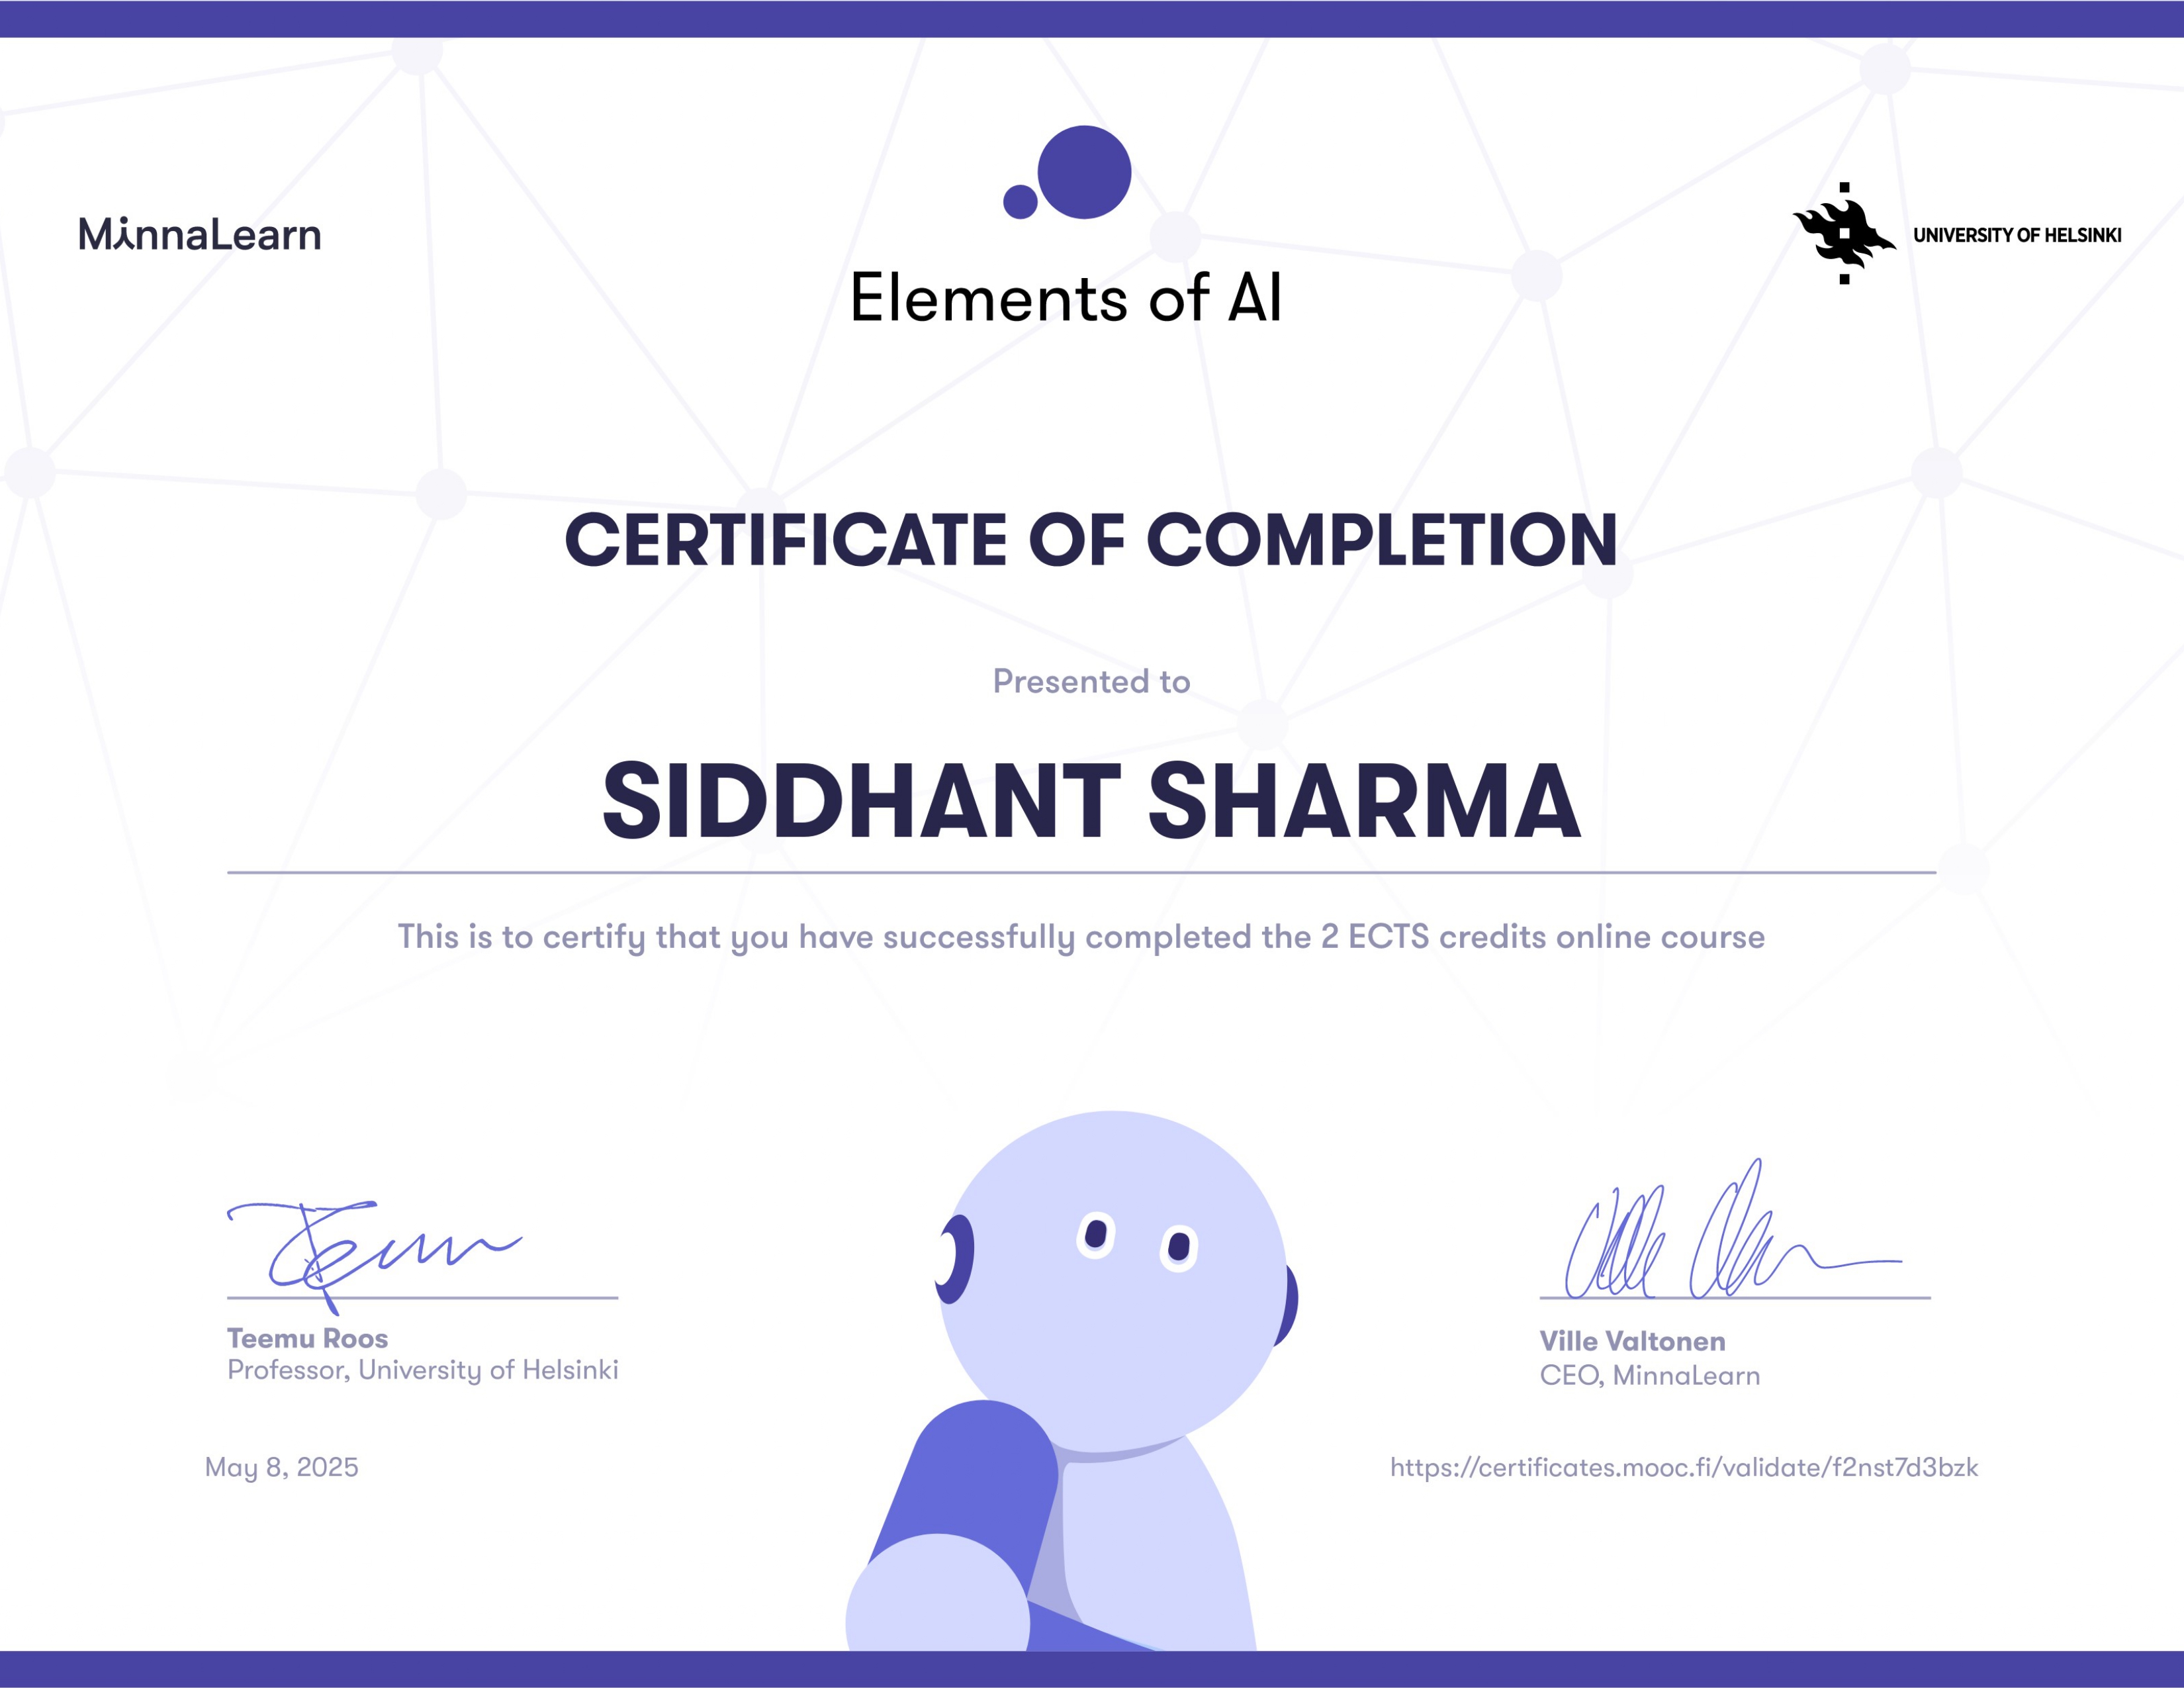 MinnaLearn
Elements of AI
UNIVERSITY OF HELSINKI
CERTIFICATE OF COMPLETION
Presented to
SIDDHANT SHARMA
This is to certify that you have successfully completed the 2 ECTS credits online course
Teemu Roos
Professor, University of Helsinki
Ville Valtonen
CEO, MinnaLearn
May 8, 2025
https://certificates.mooc.fi/validate/f2nst7d3bzk